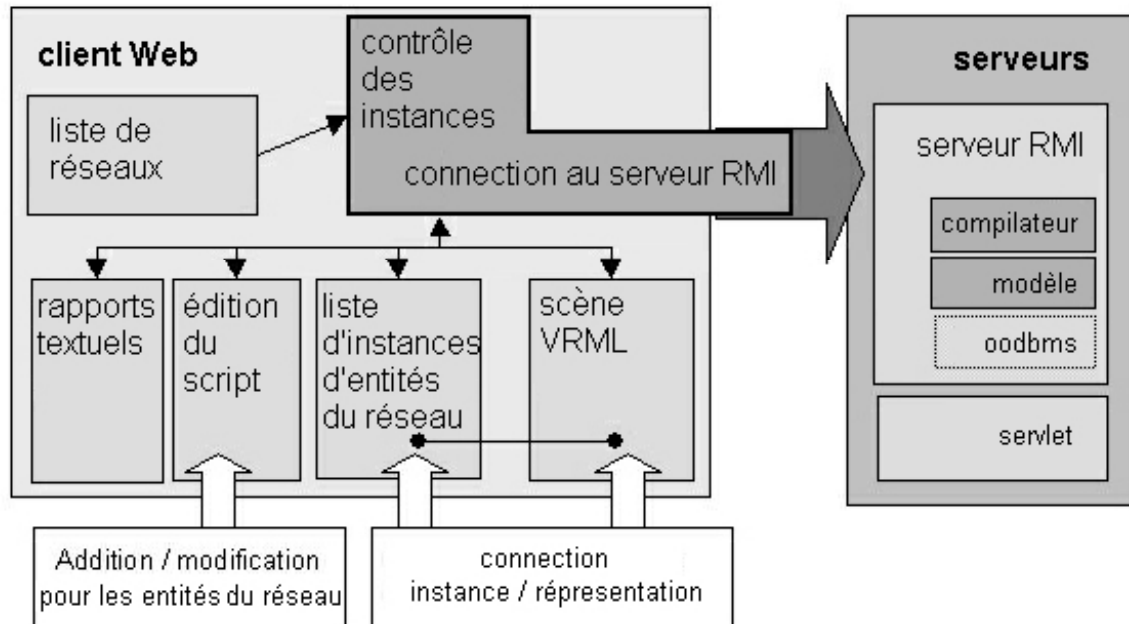 client Web
contrôle
des
instances
connection au serveur RMI
liste de
réseaux
rapports
textuels
édition
du
script
liste
d'instances
d'entités
du réseau
scène
VRML
Addition / modification
pour les entités du réseau
connection
instance / réprésentation
serveurs
serveur RMI
compilateur
modèle
oodbms
servlet